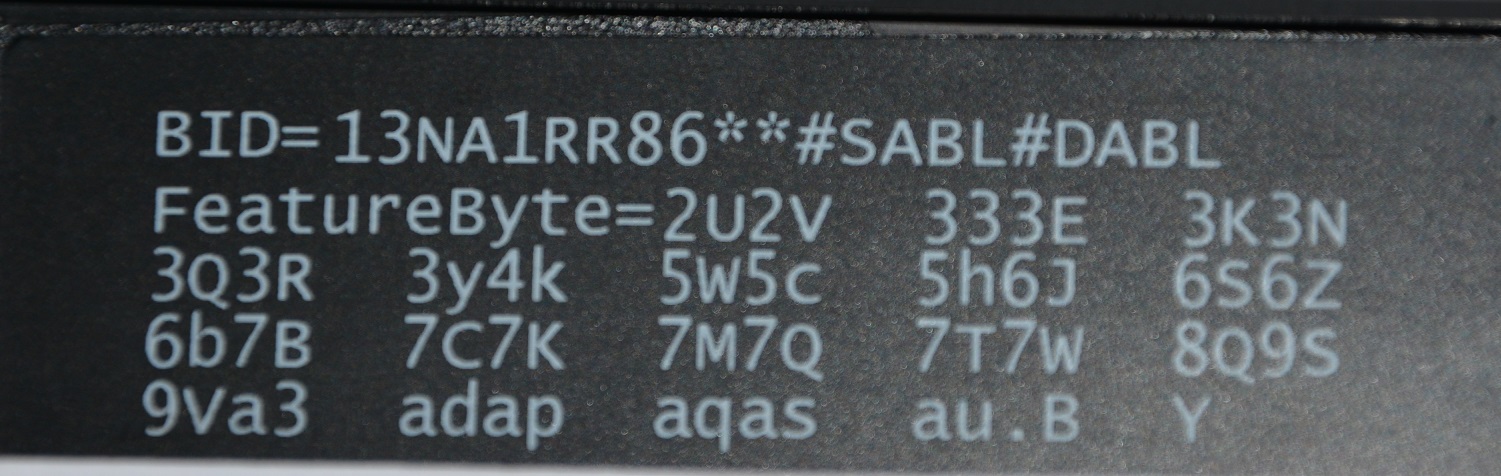 BID=13NA1RR86**#SABL#DABL
FeatureByte=2U2V 333E 3K3N
3Q3R 3y4k 5W5c 5h6J 6S6Z
6b7B 7C7K 7M7Q 7T7W 8Q9S
9Va3 adap aqas au.B Y